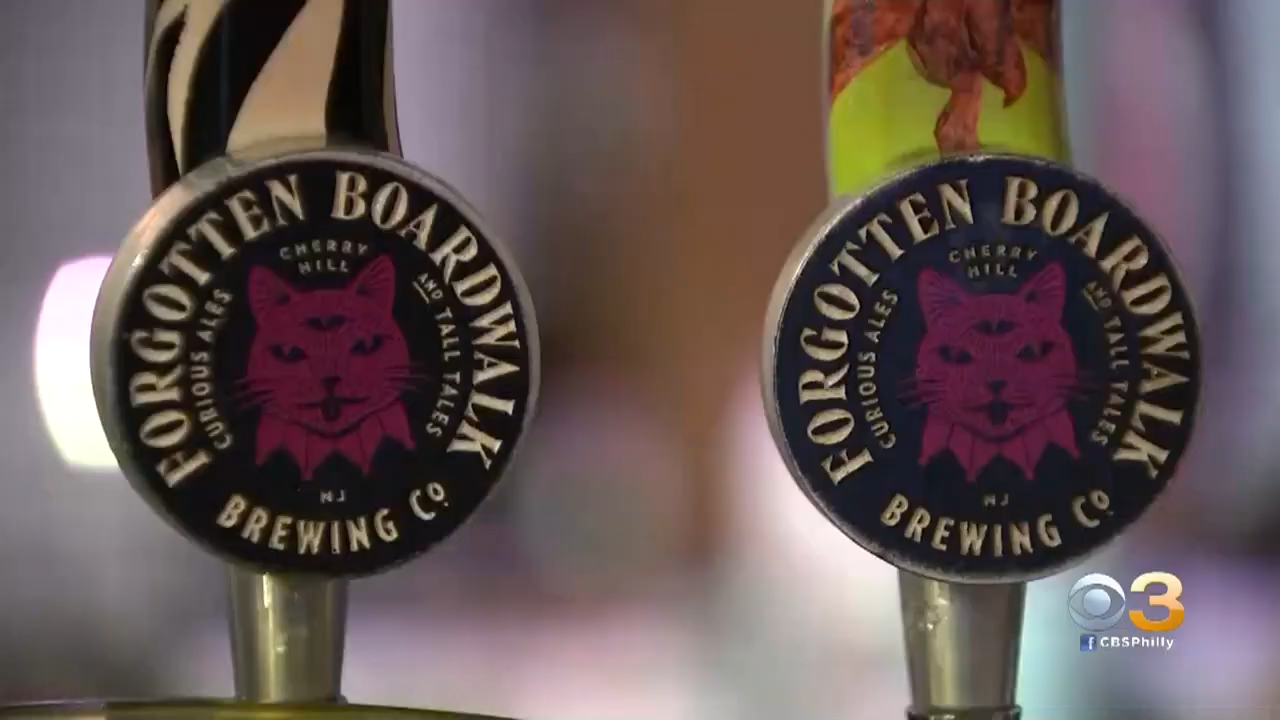 FORGOTTEN BOARDWALK
CHERRY
HILL
CURIOUS ALES
AND TALL TALES
NJ
BREWING Co
FORGOTTEN BOARDWALK
CHERRY
HILL
CURIOUS ALES
AND TALL TALES
NJ
BREWING Co
3
f CBSPhilly